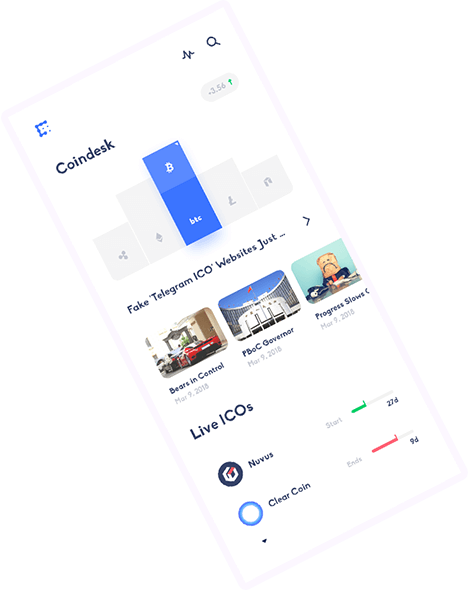 -3.56
Coindesk
btc
Fake 'Telegram ICO' Websites Just ...
Bears in Control
Mar 9, 2018
PBoC Governor
Mar 9, 2018
Progress Slows
Mar 9, 2018
Live ICOs
Nuvus
Start
27d
Clear Coin
Ends
9d